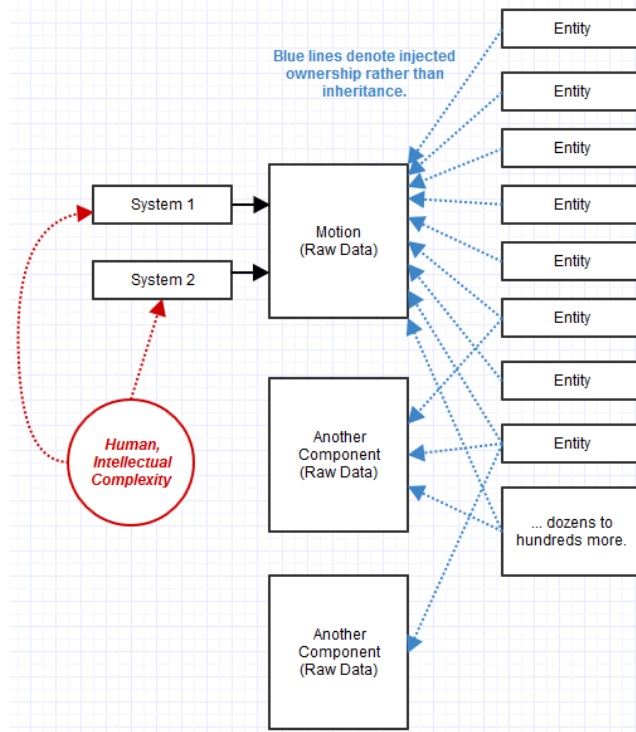 Entity
Blue lines denote injected
ownership rather than
inheritance.
Entity
Entity
System 1
Entity
Motion
(Raw Data)
Entity
System 2
Entity
Entity
Human,
Intellectual
Complexity
Another
Component
(Raw Data)
Entity
... dozens to
hundreds more.
Another
Component
(Raw Data)